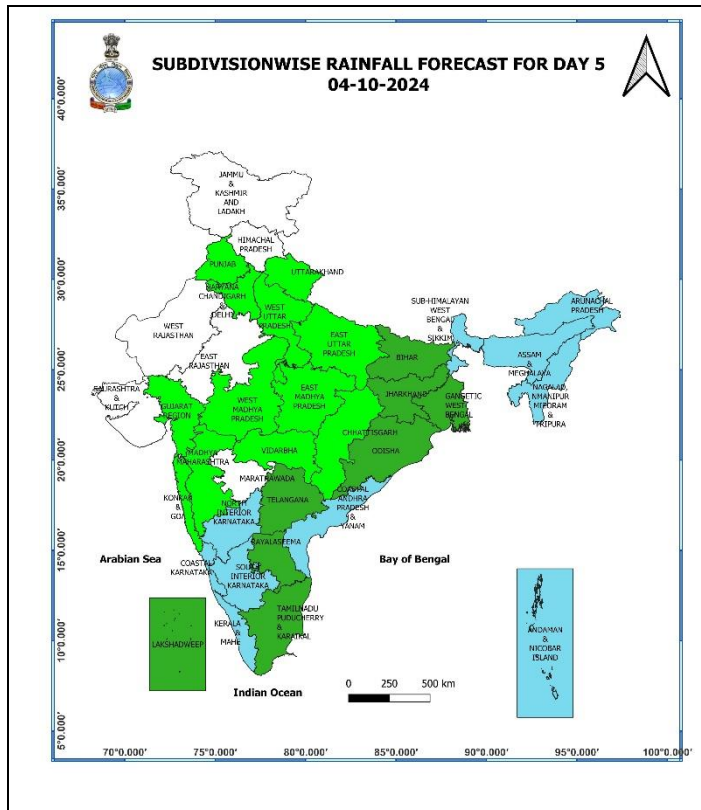 SUBDIVISIONWISE RAINFALL FORECAST FOR DAY 5
04-10-2024
40°0.000'
35°0.000'
30°0.000'
25°0.000'
20°0.000'
15°0.000'
10°0.000'
5°0.000'
JAMMU
&
KASHMIR
AND
LADAKH
HIMACHAL
PRADESH
PUNJAB
UTTARAKHAND
HARYANA
CHANDIGARH
&
DELHI
WEST
UTTAR
PRADESH
WEST
RAJASTHAN
EAST
RAJASTHAN
EAST
UTTAR
PRADESH
SUB-HIMALAYAN
WEST
BENGAL
&
SIKKIM
ARUNACHAL
PRADESH
ASSAM
&
MEGHALAYA
BIHAR
SAURASHTRA
&
KUTCH
GUJARAT
REGION
WEST
MADHYA
PRADESH
EAST
MADHYA
PRADESH
JHARKHAND
GANGETIC
WEST
BENGAL
&
TRIPURA
CHHATTISGARH
ODISHA
MADHYA
MAHARASHTRA
VIDARBHA
MARATHWADA
KONKAN
&
GOA
TELANGANA
COASTAL
ANDHRA
PRADESH
&
YANAM
NORTH
INTERIOR
KARNATAKA
RAYALASEEMA
Arabian Sea
Bay of Bengal
COASTAL
KARNATAKA
SOUTH
INTERIOR
KARNATAKA
TAMILNADU
PUDUCHERRY
&
KARAIKAL
KERALA
&
MAHE
LAKSHADWEEP
ANDAMAN
&
NICOBAR
ISLAND
Indian Ocean
0 250 500 km
70°0.000' 75°0.000' 80°0.000' 85°0.000' 90°0.000' 95°0.000' 100°0.000'